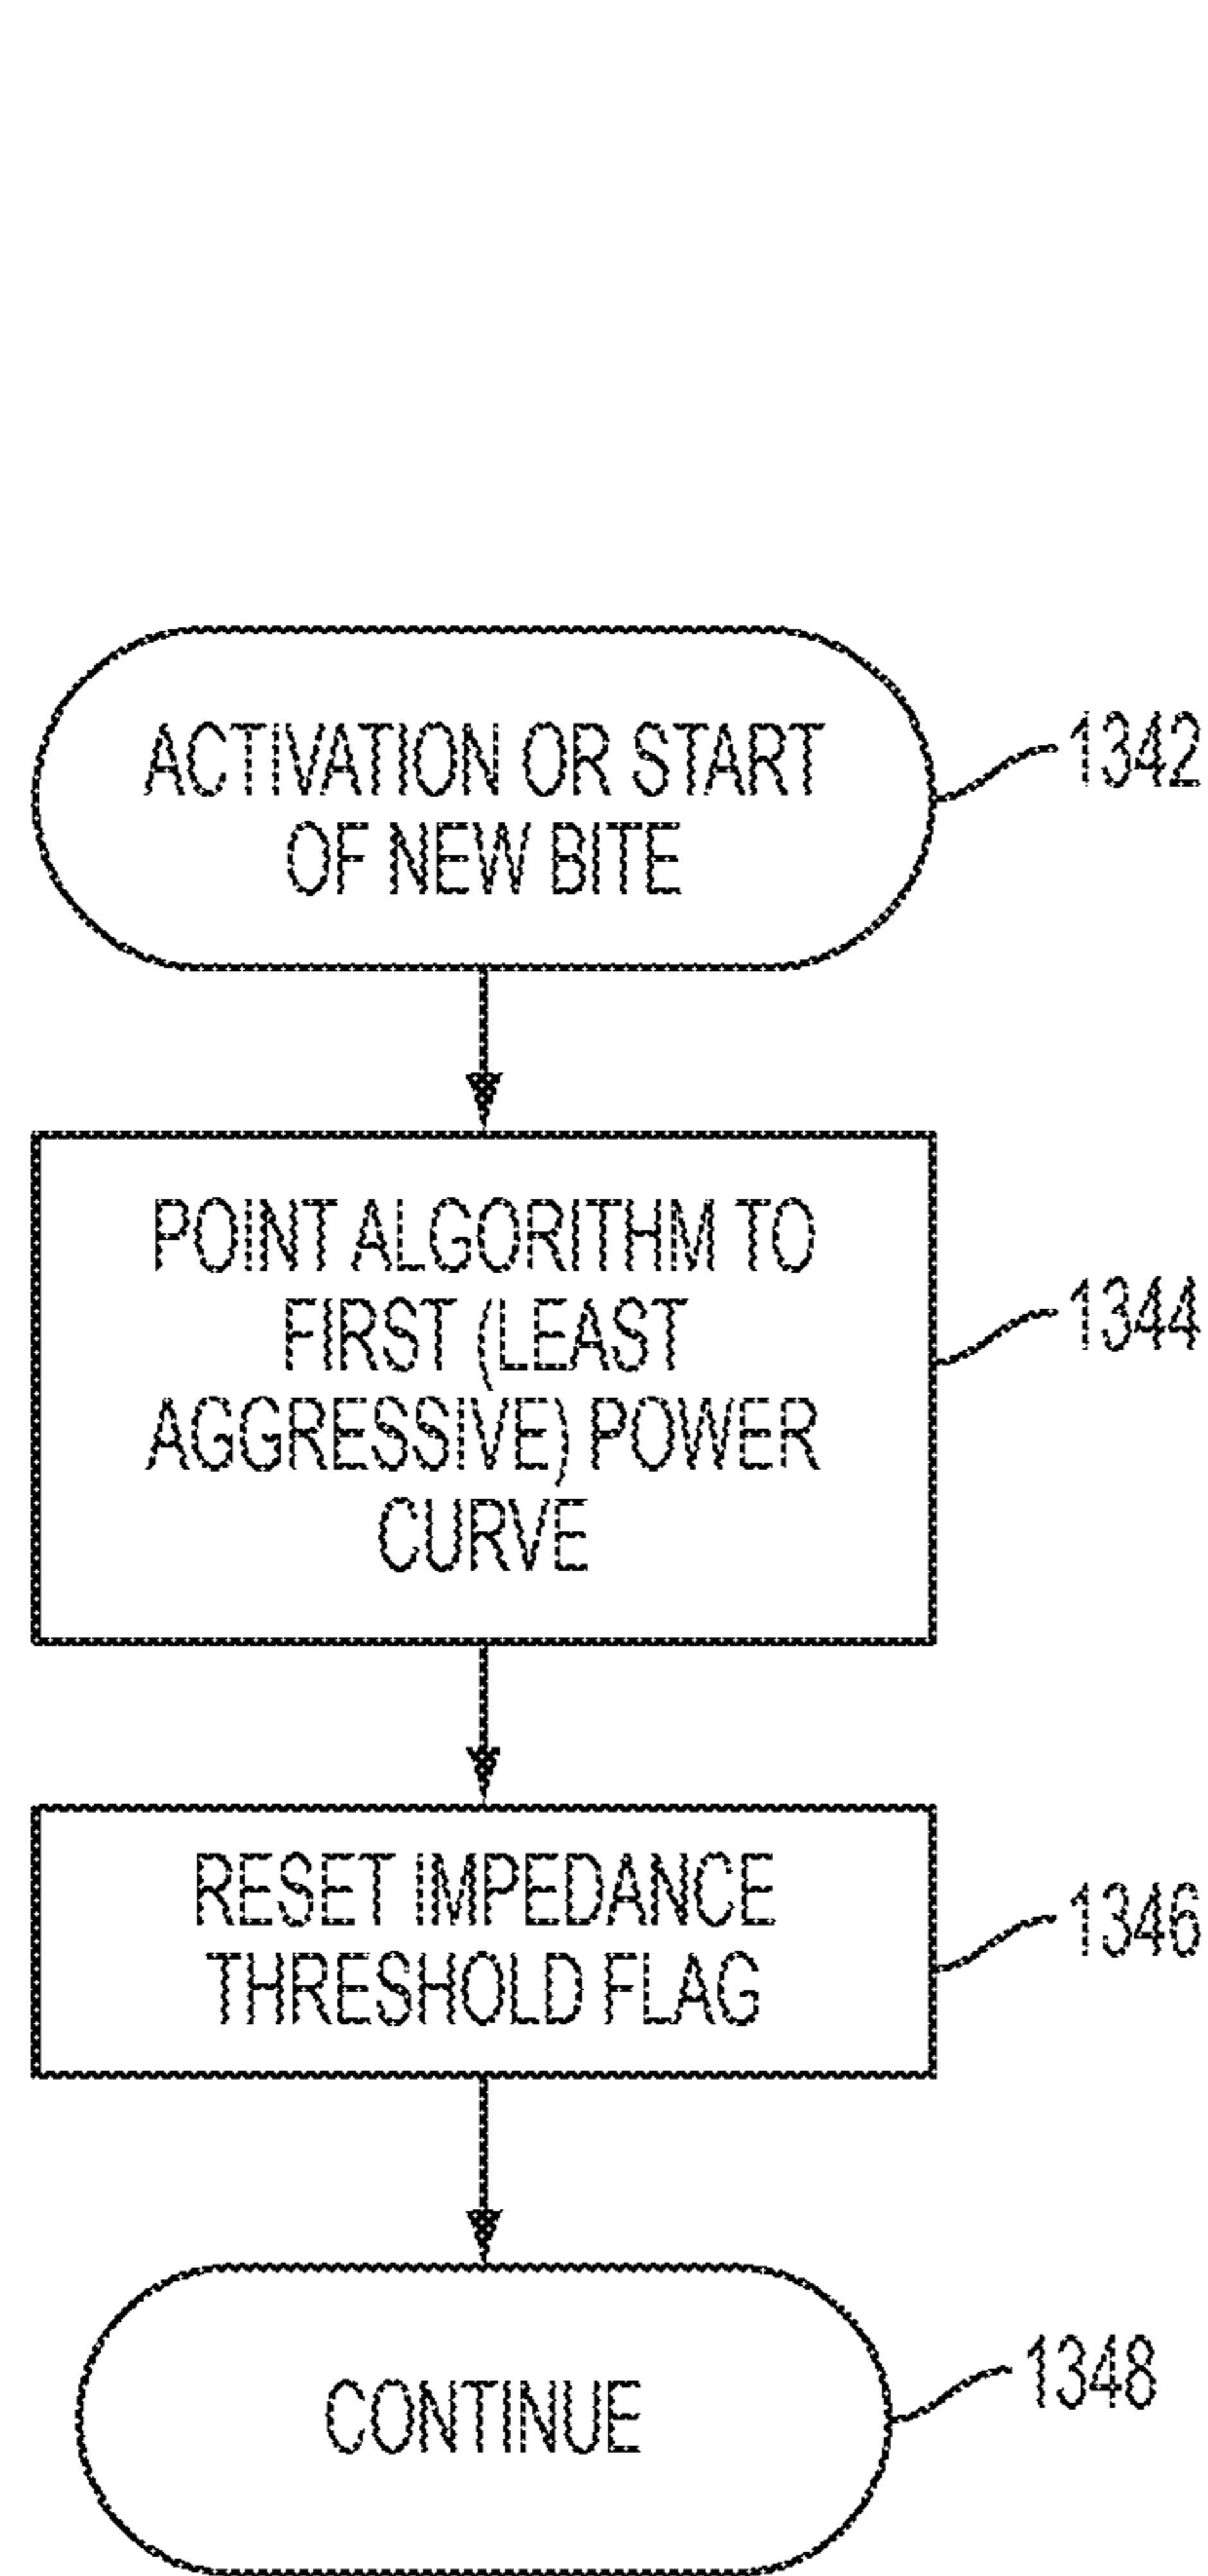 ACTIVATION OR START
OF NEW BITE
1342
POINT ALGORITHM TO
FIRST (LEAST
AGGRESSIVE) POWER
CURVE
1344
RESET IMPEDANCE
THRESHOLD FLAG
1346
CONTINUE
1348